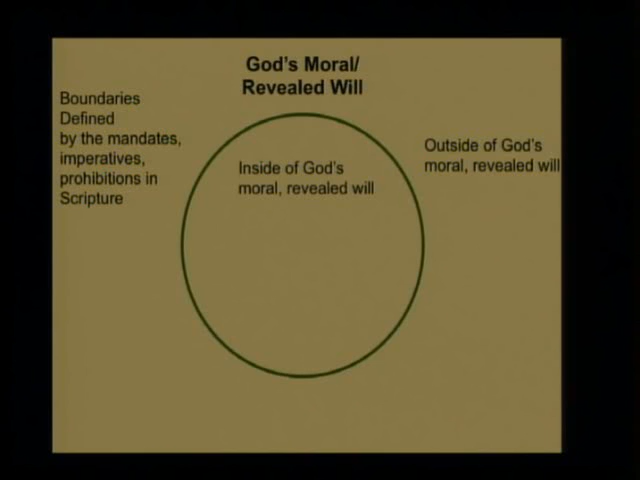 God's Moral/
Revealed Will
Boundaries
Defined
by the mandates,
imperatives,
prohibitions in
Scripture
Inside of God's
moral, revealed will
Outside of God's
moral, revealed will